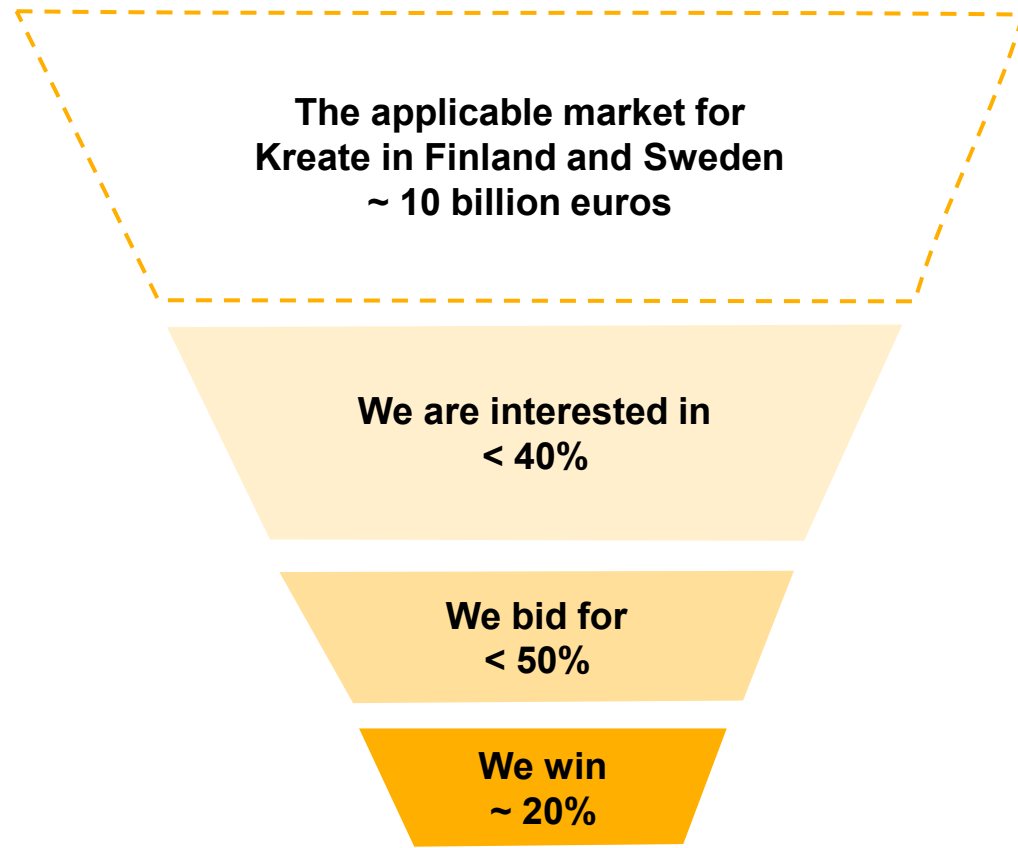 The applicable market for
Kreate in Finland and Sweden
~ 10 billion euros
We are interested in
< 40%
We bid for
< 50%
We win
~ 20%